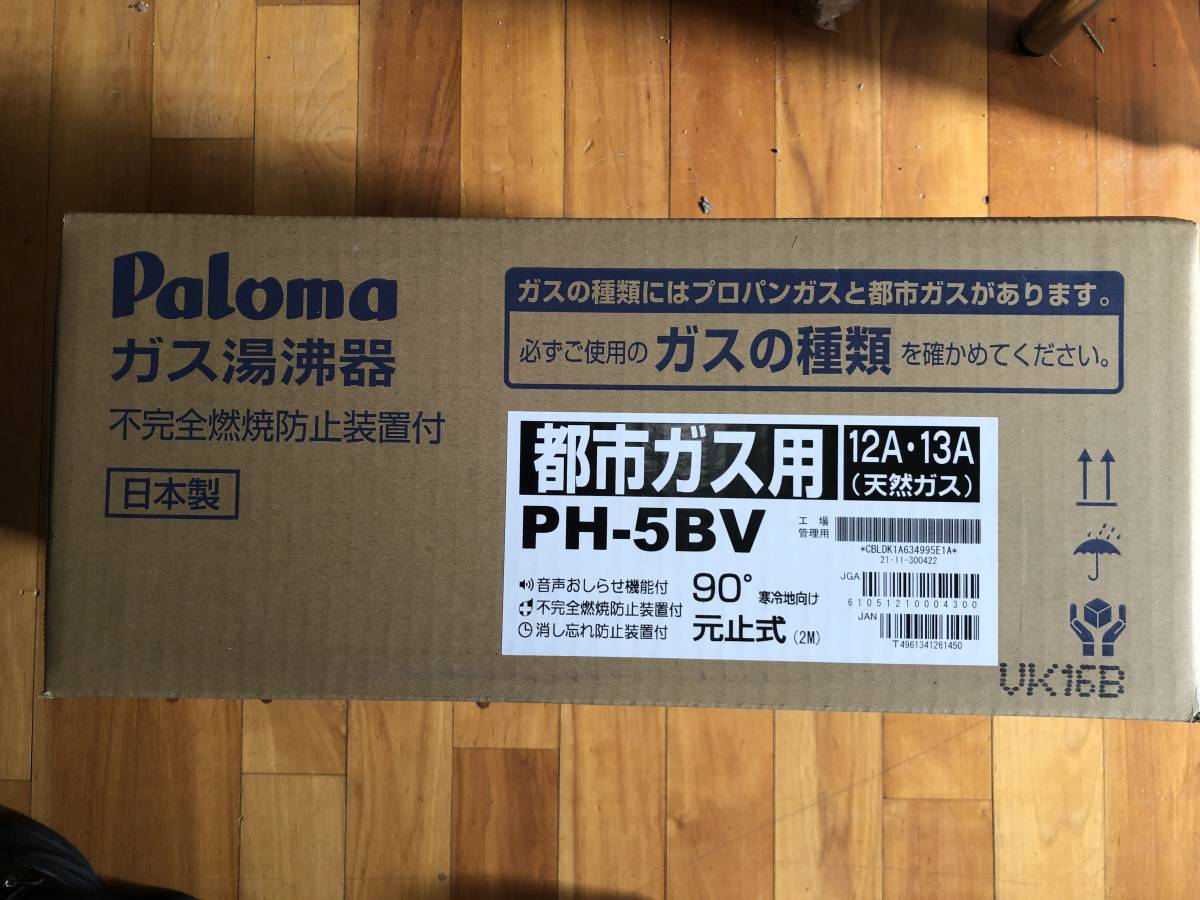 Paloma
ガス湯沸器
不完全燃焼防止装置付
日本製
ガスの種類にはプロパンガスと都市ガスがあります。
必ずご使用の ガスの種類 を確かめてください。
都市ガス用 12A・13A
(天然ガス)
PH-5BV
工場
管理用
*CBLDK1A634995E1A*
21-11-300422
音声おしらせ機能付
不完全燃焼防止装置付
消し忘れ防止装置付
90° 寒冷地向け
元止式 (2M)
JGA
61051210004300
JAN
T4961341261450
UK16B